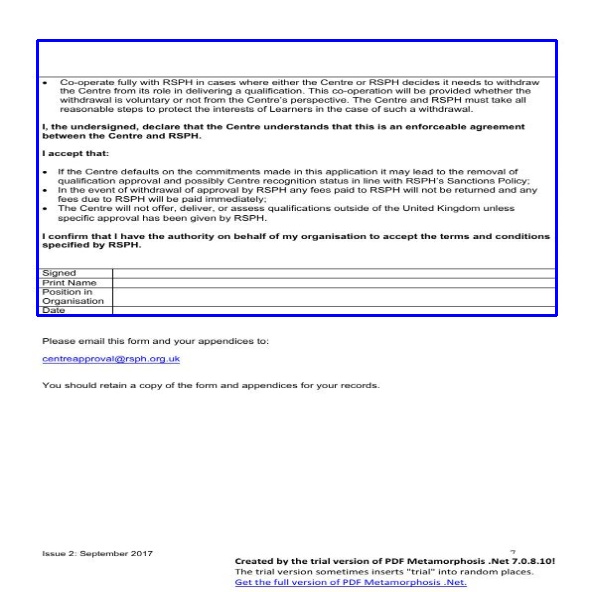 • Co-operate fully with RSPH in cases where either the Centre or RSPH decides it needs to withdraw
the Centre from its role in delivering a qualification. This co-operation will be provided whether the
withdrawal is voluntary or not from the Centre's perspective. The Centre and RSPH must take all
reasonable steps to protect the interests of Learners in the case of such a withdrawal.
I, the undersigned, declare that the Centre understands that this is an enforceable agreement
between the Centre and RSPH.
I accept that:
• If the Centre defaults on the commitments made in this application it may lead to the removal of
qualification approval and possibly Centre recognition status in line with RSPH's Sanctions Policy;
• In the event of withdrawal of approval by RSPH any fees paid to RSPH will not be returned and any
fees due to RSPH will be paid immediately;
• The Centre will not offer, deliver, or assess qualifications outside of the United Kingdom unless
specific approval has been given by RSPH.
I confirm that I have the authority on behalf of my organisation to accept the terms and conditions
specified by RSPH.
Signed
Print Name
Position in
Organisation
Date
Please email this form and your appendices to:
centreapproval@rsph.org.uk
You should retain a copy of the form and appendices for your records.
Issue 2: September 2017
Created by the trial version of PDF Metamorphosis .Net 7.0.8.10!
The trial version sometimes inserts "trial" into random places.
Get the full version of PDF Metamorphosis .Net.